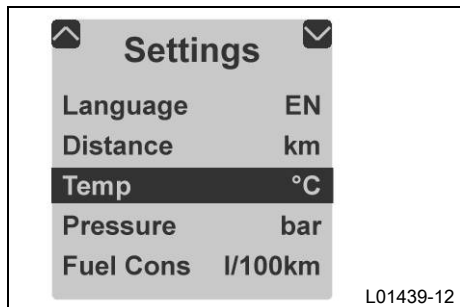 Settings
Language EN
Distance km
Temp °C
Pressure bar
Fuel Cons l/100km
L01439-12